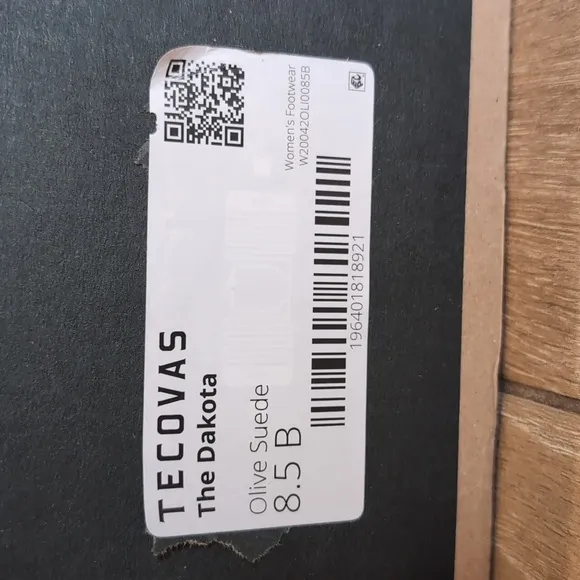 TECOVAS
The Dakota
Olive Suede
8.5 B
Women's Footwear
W20042OLI0085B
196401818921